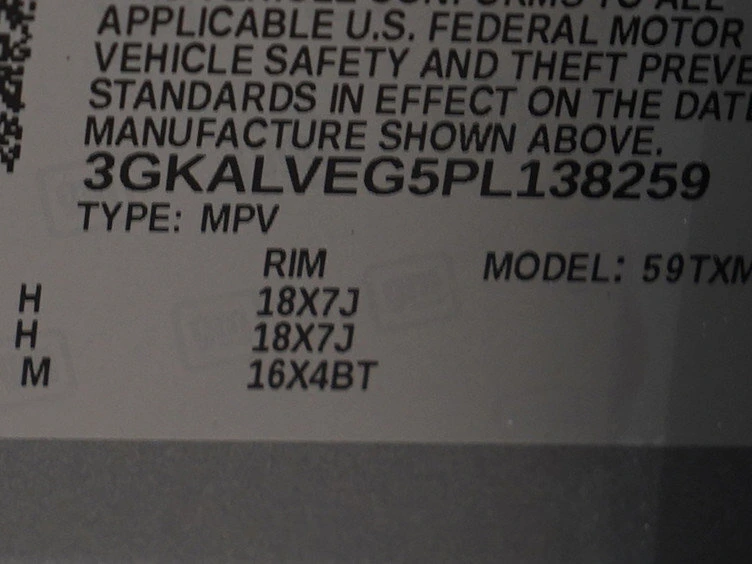 APPLICABLE U.S. FEDERAL MOTOR
VEHICLE SAFETY AND THEFT PREVE
STANDARDS IN EFFECT ON THE DATE
MANUFACTURE SHOWN ABOVE.
3GKALVEG5PL138259
TYPE: MPV
RIM MODEL: 59TXM
H 18X7J
H 18X7J
M 16X4BT